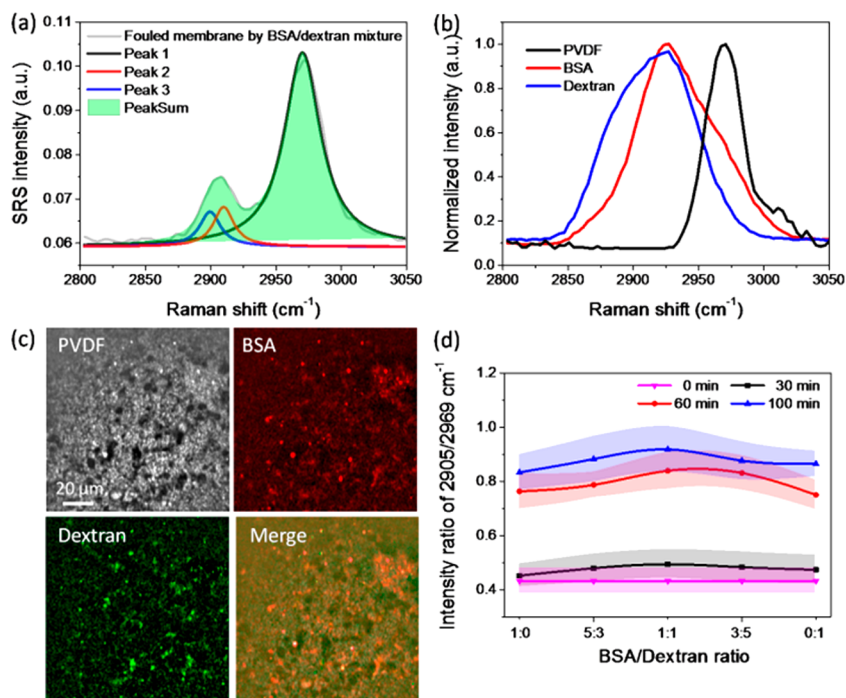 (a)
0.11
0.10
0.09
0.08
0.07
0.06
SRS intensity (a.u.)
Fouled membrane by BSA/dextran mixture
Peak 1
Peak 2
Peak 3
PeakSum
2800 2850 2900 2950 3000 3050
Raman shift (cm⁻¹)
(b)
1.0
0.8
0.6
0.4
0.2
0.0
Normalized intensity (a.u.)
PVDF
BSA
Dextran
2800 2850 2900 2950 3000 3050
Raman shift (cm⁻¹)
(c)
PVDF
20 μm
BSA
Dextran
Merge
(d)
1.2
1.0
0.8
0.6
0.4
Intensity ratio of 2905/2969 cm⁻¹
0 min 30 min
60 min 100 min
1:0 5:3 1:1 3:5 0:1
BSA/Dextran ratio